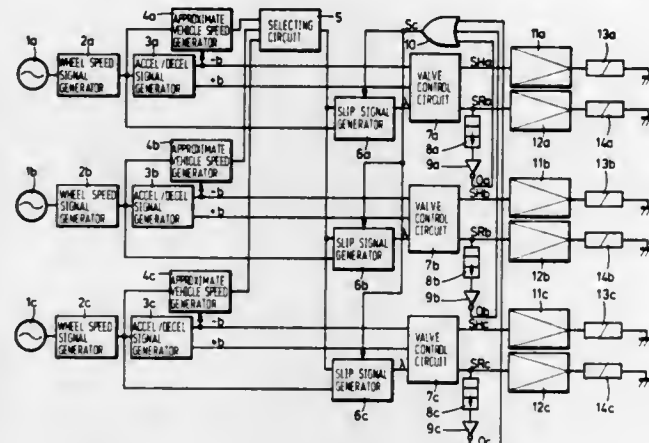 4a
5
Sc
APPROXIMATE
VEHICLE SPEED
GENERATOR
SELECTING
CIRCUIT
10
1a
2a
3a
WHEEL SPEED
SIGNAL
GENERATOR
ACCEL/DECEL
SIGNAL
GENERATOR
-b
+b
11a
13a
SHa
VALVE
CONTROL
CIRCUIT
SRa
SLIP SIGNAL
GENERATOR
λ
6a
7a
8a
9a
Qa
12a
14a
4b
APPROXIMATE
VEHICLE SPEED
GENERATOR
1b
2b
3b
WHEEL SPEED
SIGNAL
GENERATOR
ACCEL/DECEL
SIGNAL
GENERATOR
-b
+b
11b
13b
SHb
VALVE
CONTROL
CIRCUIT
SRb
SLIP SIGNAL
GENERATOR
λ
6b
7b
8b
9b
Qb
12b
14b
4c
APPROXIMATE
VEHICLE SPEED
GENERATOR
1c
2c
3c
WHEEL SPEED
SIGNAL
GENERATOR
ACCEL/DECEL
SIGNAL
GENERATOR
-b
+b
11c
13c
SHc
VALVE
CONTROL
CIRCUIT
SRc
SLIP SIGNAL
GENERATOR
λ
6c
7c
8c
9c
Qc
12c
14c